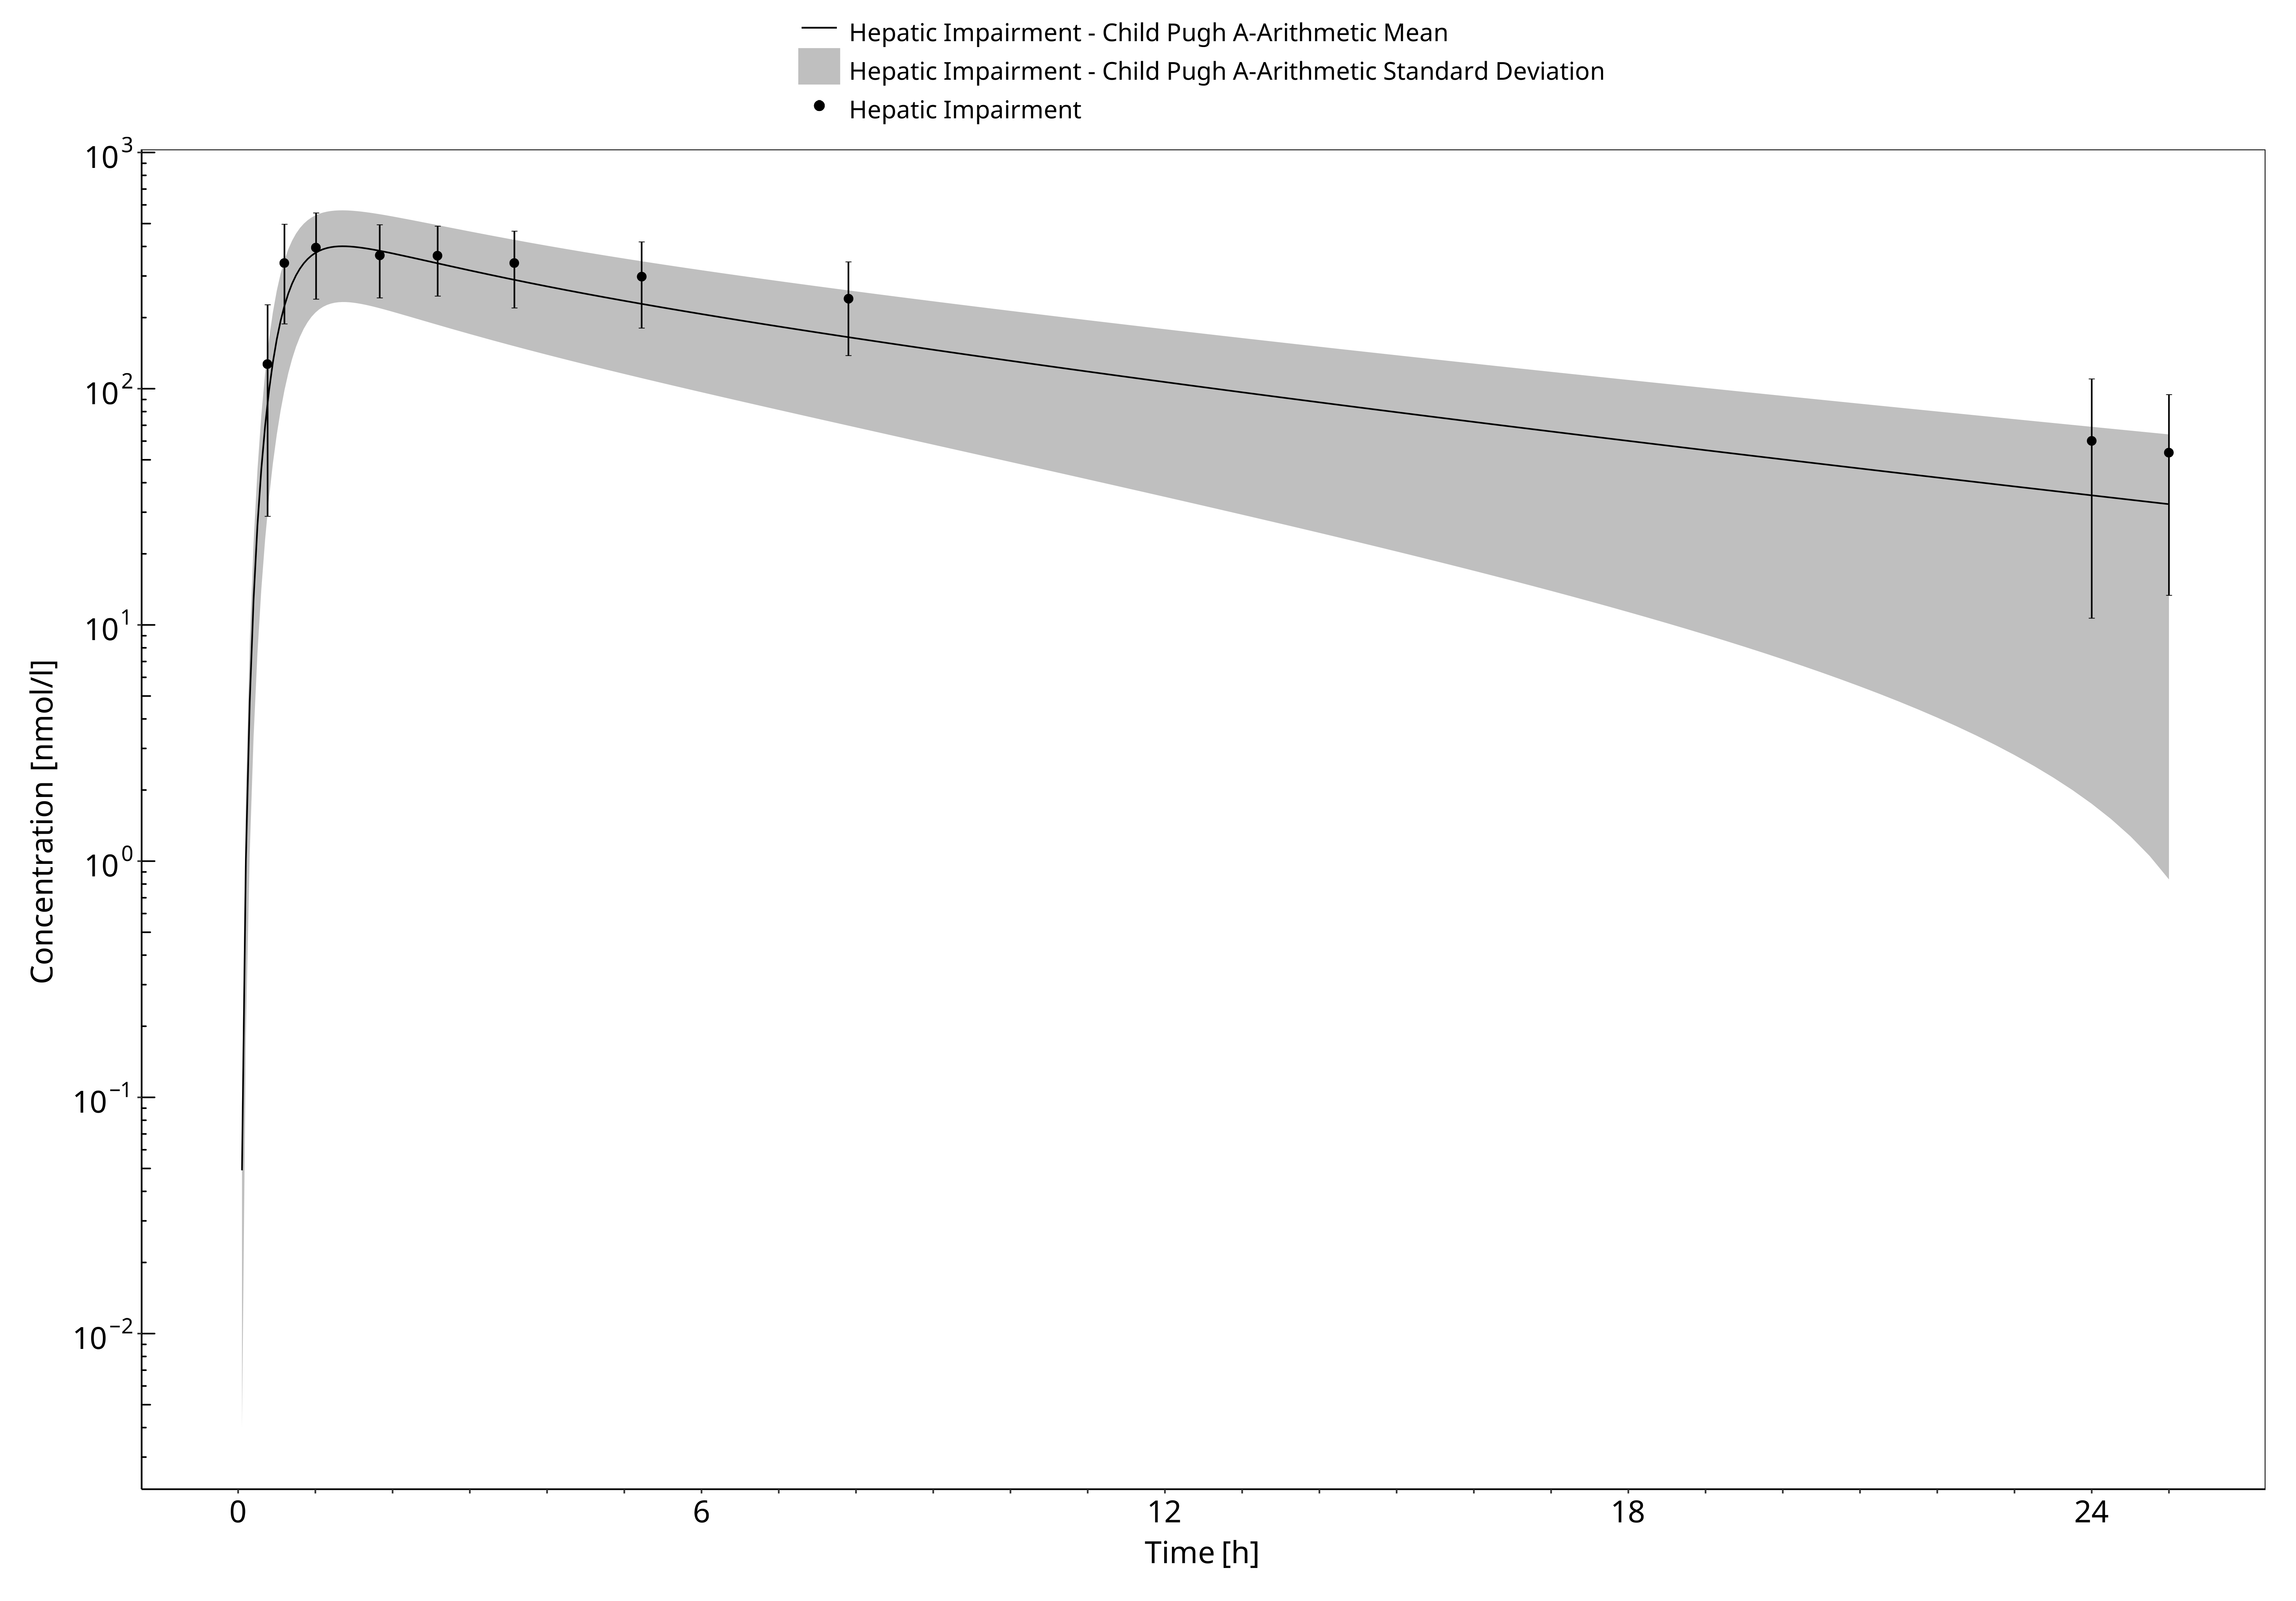 Hepatic Impairment - Child Pugh A-Arithmetic Mean
Hepatic Impairment - Child Pugh A-Arithmetic Standard Deviation
Hepatic Impairment
10³
10²
10¹
10⁰
10⁻¹
10⁻²
Concentration [nmol/l]
0 6 12 18 24
Time [h]